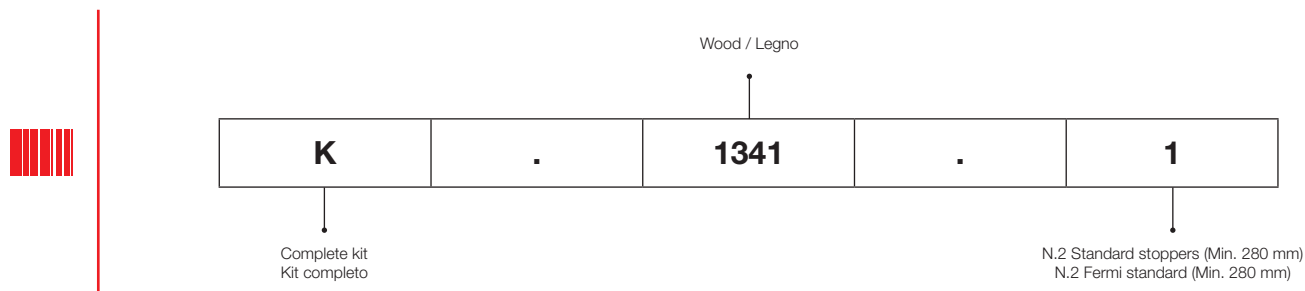 Wood / Legno
K . 1341 . 1
Complete kit
Kit completo
N.2 Standard stoppers (Min. 280 mm)
N.2 Fermi standard (Min. 280 mm)